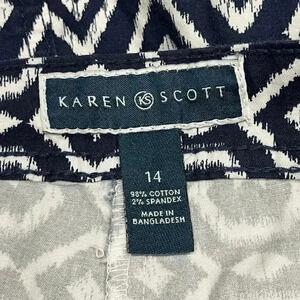 KAREN KS SCOTT
14
98% COTTON
2% SPANDEX
MADE IN
BANGLADESH